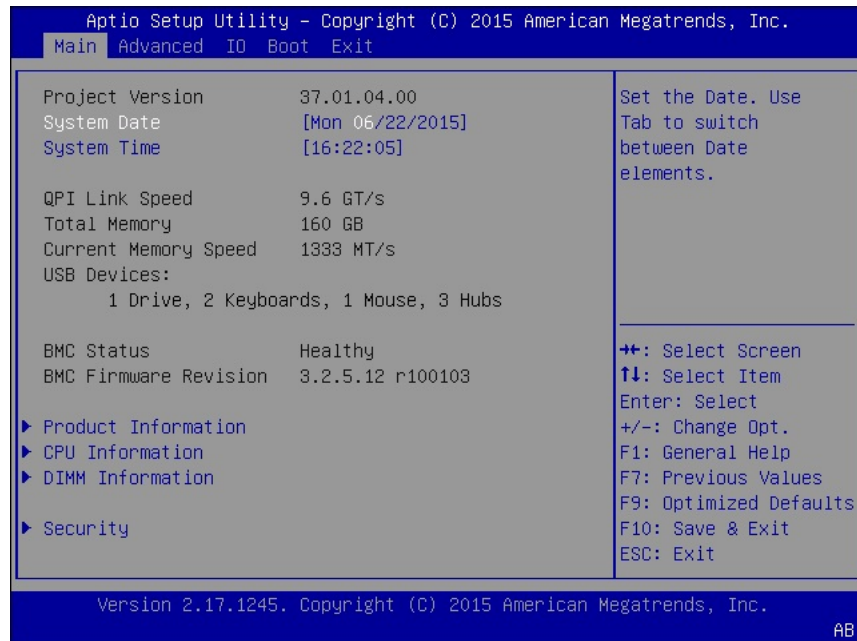 Aptio Setup Utility – Copyright (C) 2015 American Megatrends, Inc.
Main Advanced IO Boot Exit
Project Version 37.01.04.00
System Date [Mon 06/22/2015]
System Time [16:22:05]
QPI Link Speed 9.6 GT/s
Total Memory 160 GB
Current Memory Speed 1333 MT/s
USB Devices:
1 Drive, 2 Keyboards, 1 Mouse, 3 Hubs
BMC Status Healthy
BMC Firmware Revision 3.2.5.12 r100103
Product Information
CPU Information
DIMM Information
Security
Set the Date. Use
Tab to switch
between Date
elements.
→←: Select Screen
↑↓: Select Item
Enter: Select
+/-: Change Opt.
F1: General Help
F7: Previous Values
F9: Optimized Defaults
F10: Save & Exit
ESC: Exit
Version 2.17.1245. Copyright (C) 2015 American Megatrends, Inc.
AB